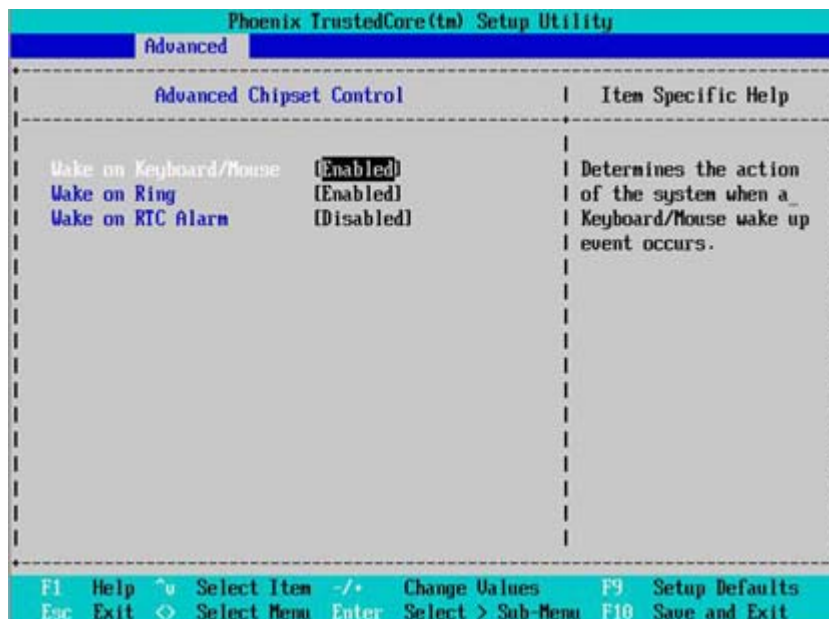 Phoenix TrustedCore(tm) Setup Utility
Advanced
Advanced Chipset Control
Item Specific Help
Wake on Keyboard/Mouse [Enabled]
Wake on Ring [Enabled]
Wake on RTC Alarm [Disabled]
Determines the action
of the system when a_
Keyboard/Mouse wake up
event occurs.
F1 Help ^v Select Item -/+ Change Values F9 Setup Defaults
Esc Exit <> Select Menu Enter Select > Sub-Menu F10 Save and Exit